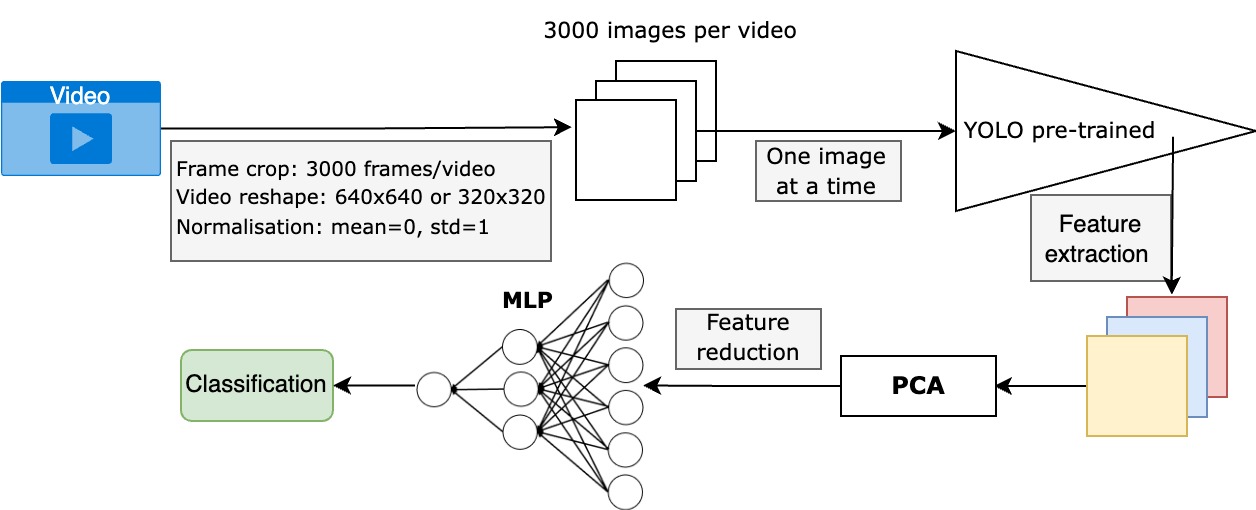 3000 images per video
Video
Frame crop: 3000 frames/video
Video reshape: 640x640 or 320x320
Normalisation: mean=0, std=1
One image
at a time
YOLO pre-trained
Feature
extraction
MLP
Feature
reduction
PCA
Classification